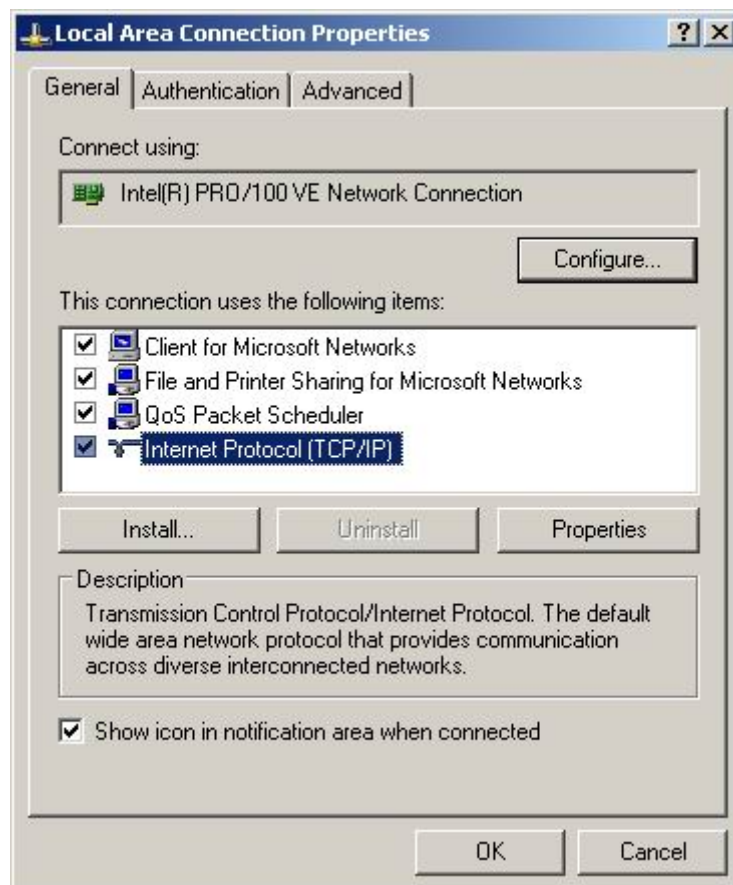 Local Area Connection Properties
General Authentication Advanced
Connect using:
Intel(R) PRO/100 VE Network Connection
Configure...
This connection uses the following items:
Client for Microsoft Networks
File and Printer Sharing for Microsoft Networks
QoS Packet Scheduler
Internet Protocol (TCP/IP)
Install... Uninstall Properties
Description
Transmission Control Protocol/Internet Protocol. The default
wide area network protocol that provides communication
across diverse interconnected networks.
Show icon in notification area when connected
OK Cancel